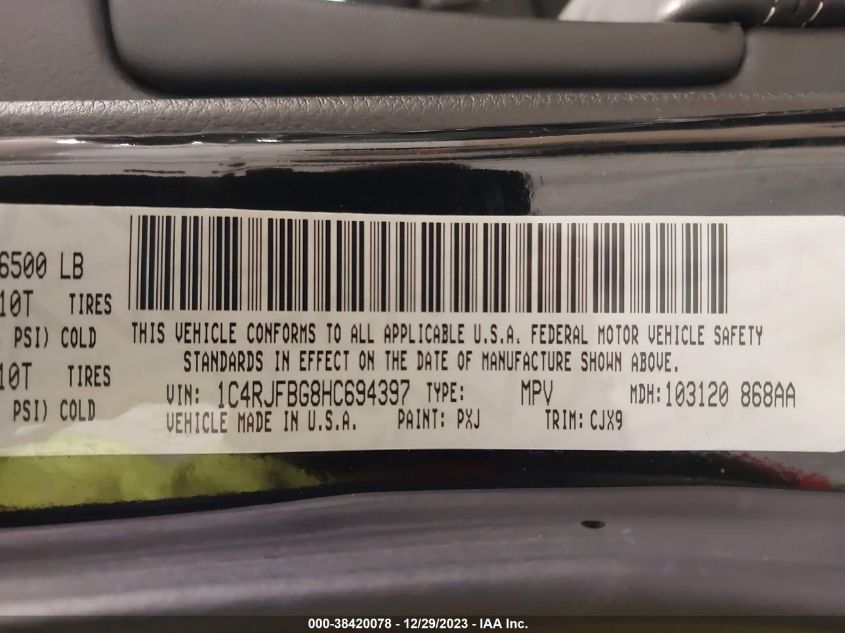 6500 LB
10T TIRES
PSI) COLD
10T TIRES
PSI) COLD
THIS VEHICLE CONFORMS TO ALL APPLICABLE U.S.A. FEDERAL MOTOR VEHICLE SAFETY
STANDARDS IN EFFECT ON THE DATE OF MANUFACTURE SHOWN ABOVE.
VIN: 1C4RJFBG8HC694397 TYPE: MPV MDH: 103120 868AA
VEHICLE MADE IN U.S.A. PAINT: PXJ TRIM: CJX9
000-38420078 - 12/29/2023 - IAA Inc.